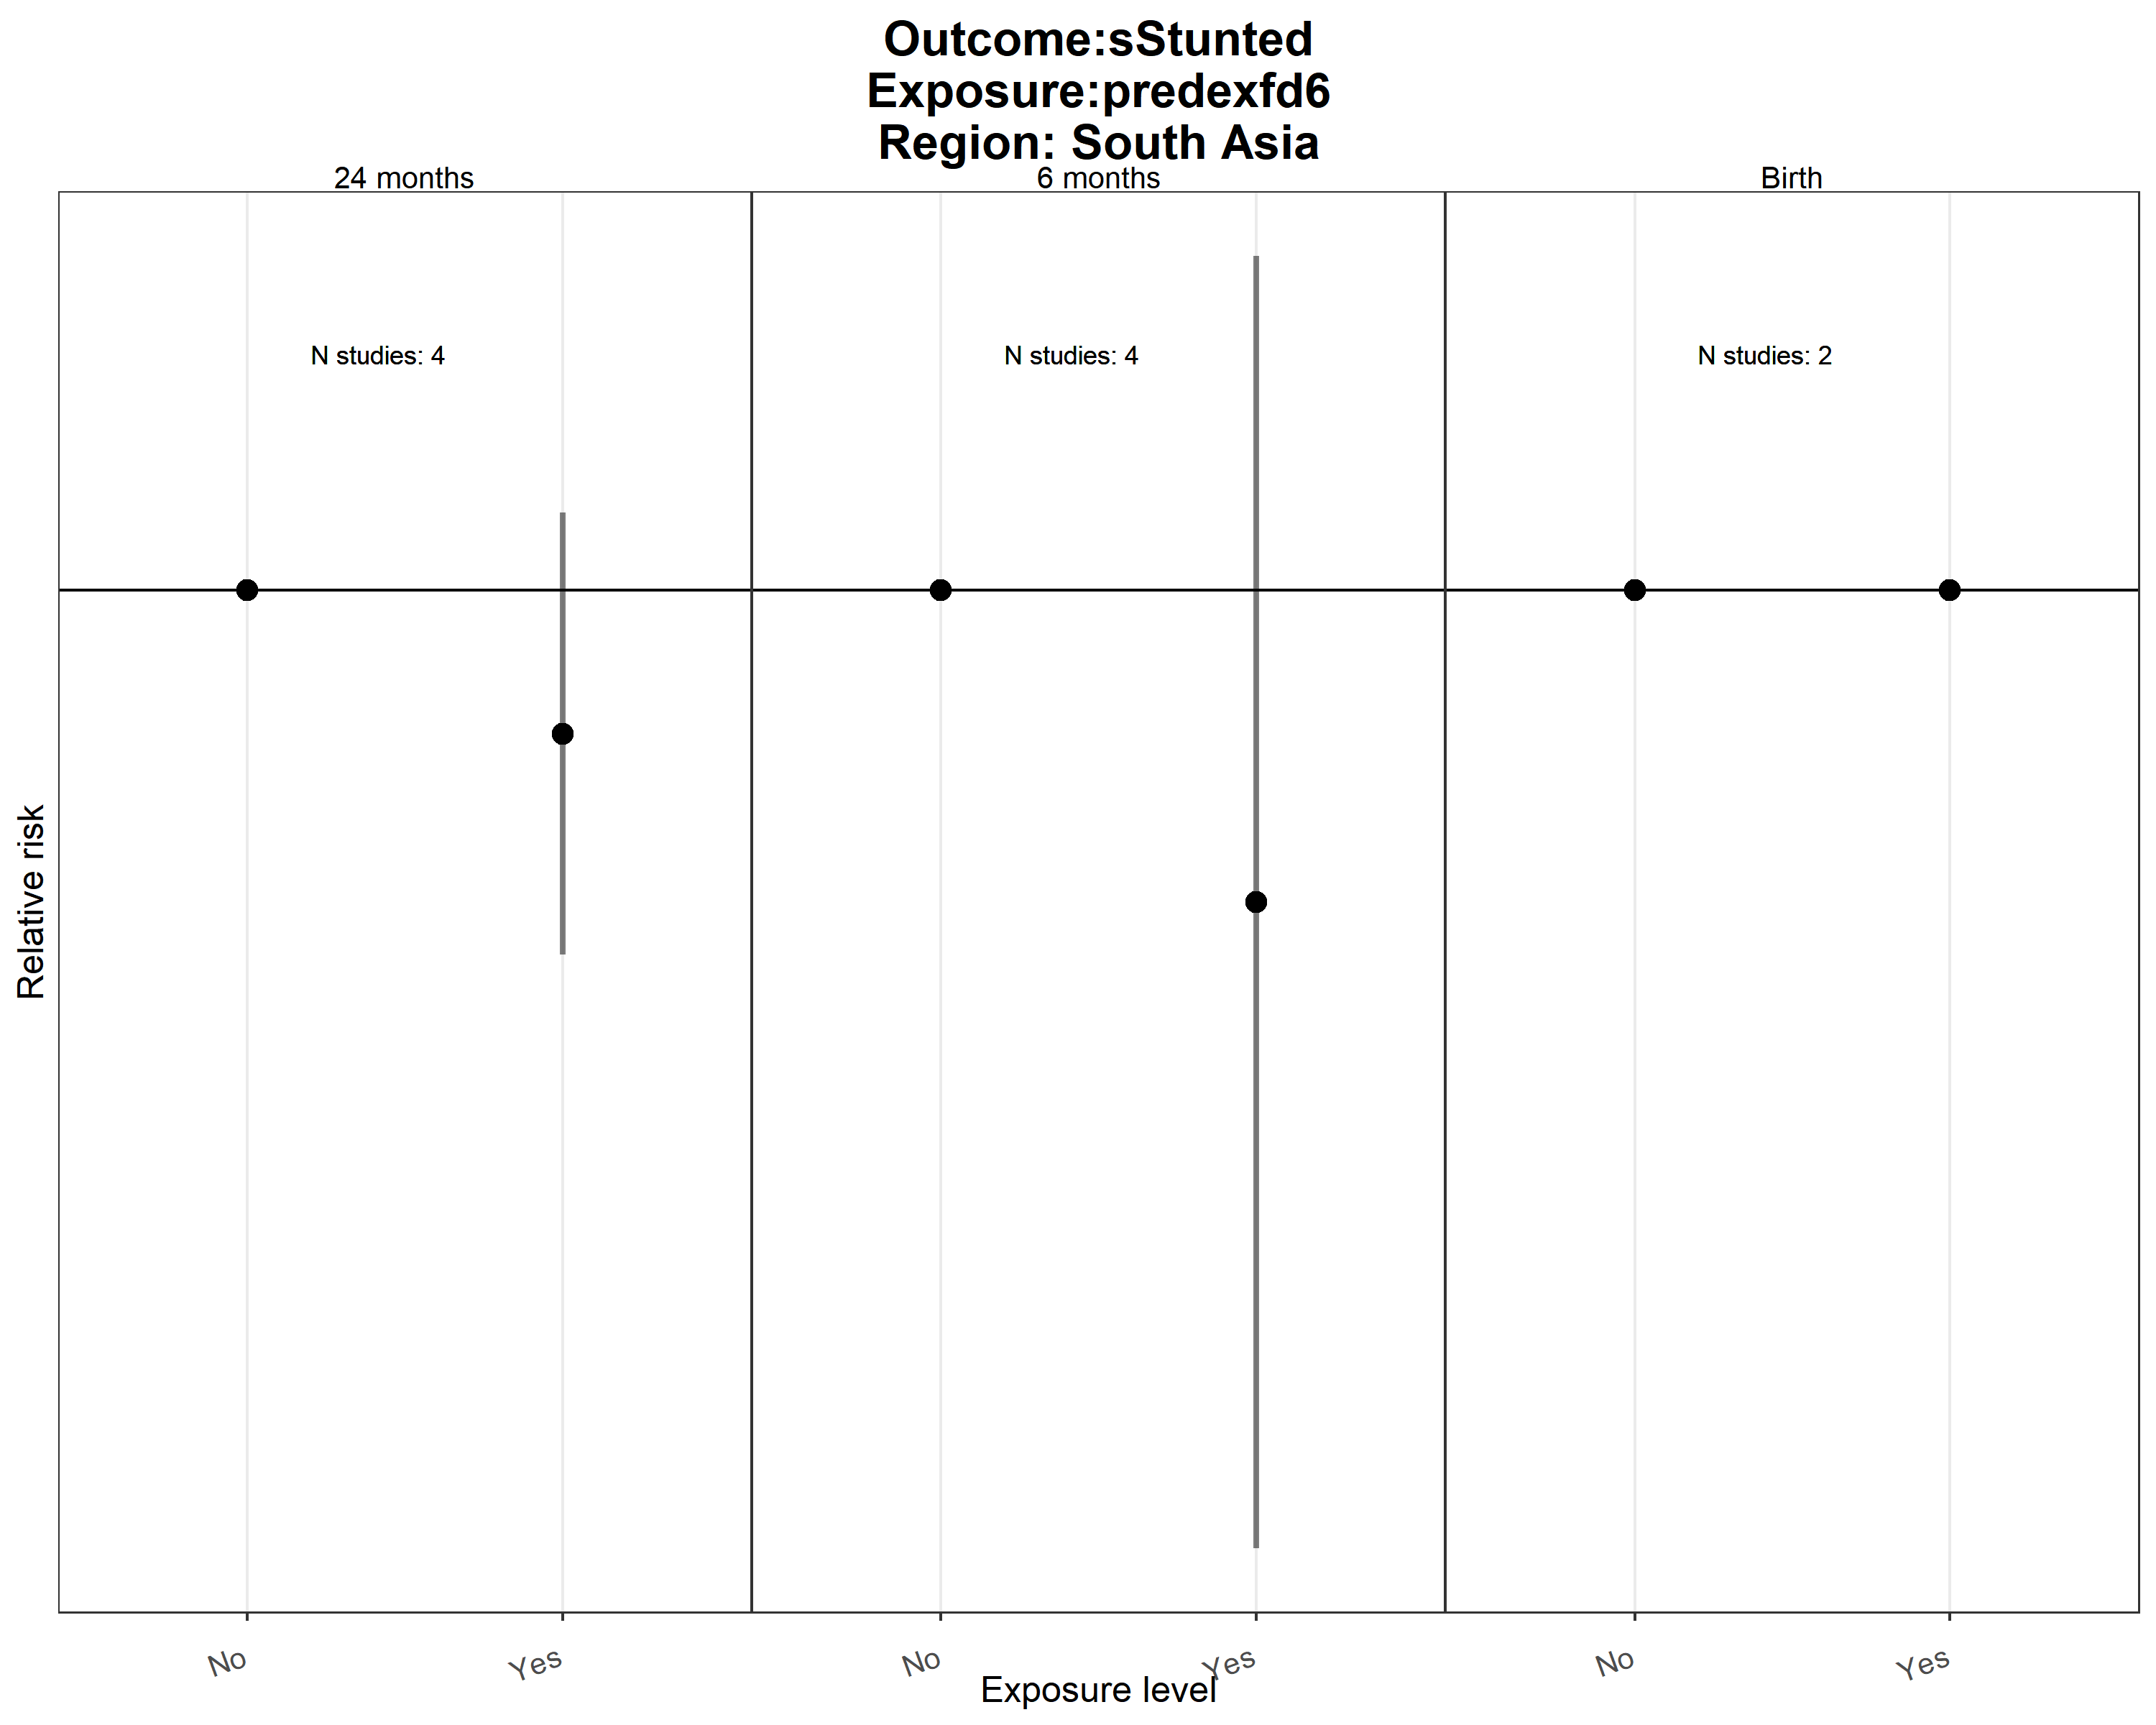 Outcome:sStunted
Exposure:predexfd6
Region: South Asia
24 months
6 months
Birth
N studies: 4
N studies: 4
N studies: 2
Relative risk
No
Yes
No
Yes
No
Yes
Exposure level